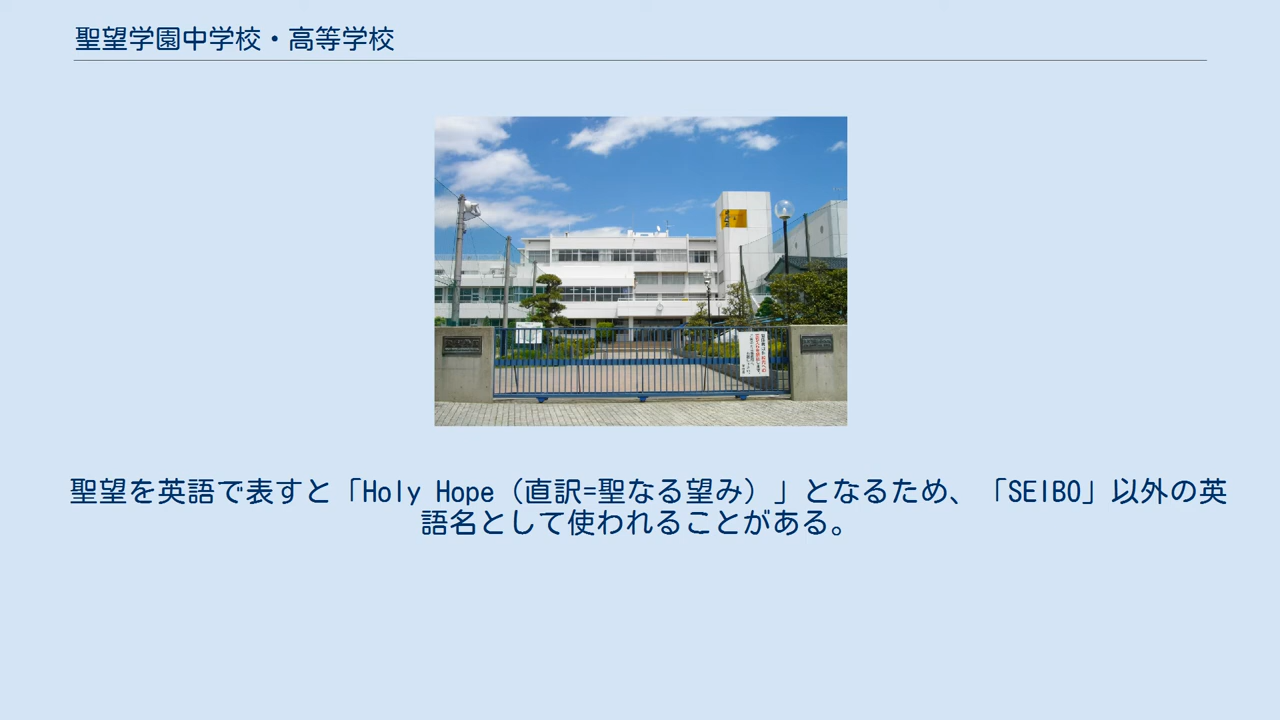 聖望学園中学校・高等学校
聖望を英語で表すと「Holy Hope（直訳=聖なる望み）」となるため、「SEIBO」以外の英
語名として使われることがある。